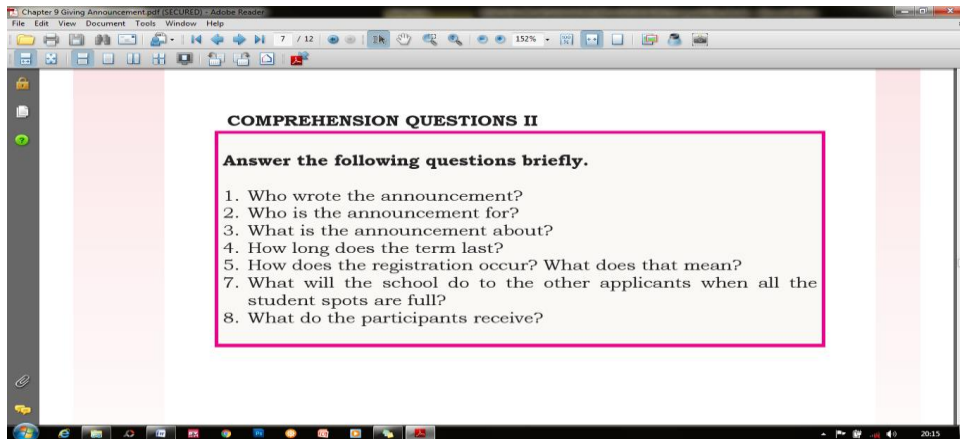 Chapter 9 Giving Announcement.pdf (SECURED) - Adobe Reader
File Edit View Document Tools Window Help
7 / 12 152%
COMPREHENSION QUESTIONS II
Answer the following questions briefly.
1. Who wrote the announcement?
2. Who is the announcement for?
3. What is the announcement about?
4. How long does the term last?
5. How does the registration occur? What does that mean?
7. What will the school do to the other applicants when all the
student spots are full?
8. What do the participants receive?
20:15